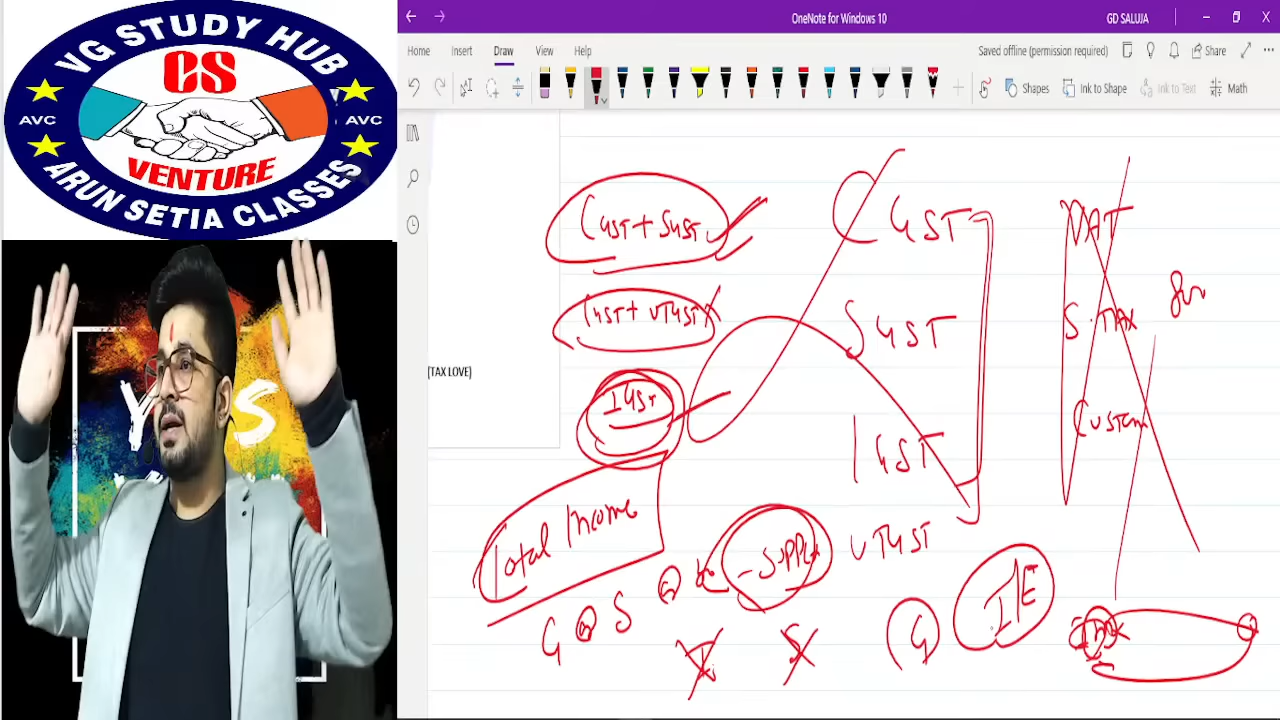 VG STUDY HUB
CS
AVC
AVC
VENTURE
ARUN SETIA CLASSES
OneNote for Windows 10
GD SALUJA
Home
Insert
Draw
View
Help
Saved offline (permission required)
Share
Shapes
Ink to Shape
Ink to Text
Math
(TAX LOVE)
CGST + SGST
CGST + UTGST
IGST
Total Income
CGST
SGST
IGST
UTGST
VAT
S. TAX
Custom
Supply
G or S
G
I/E